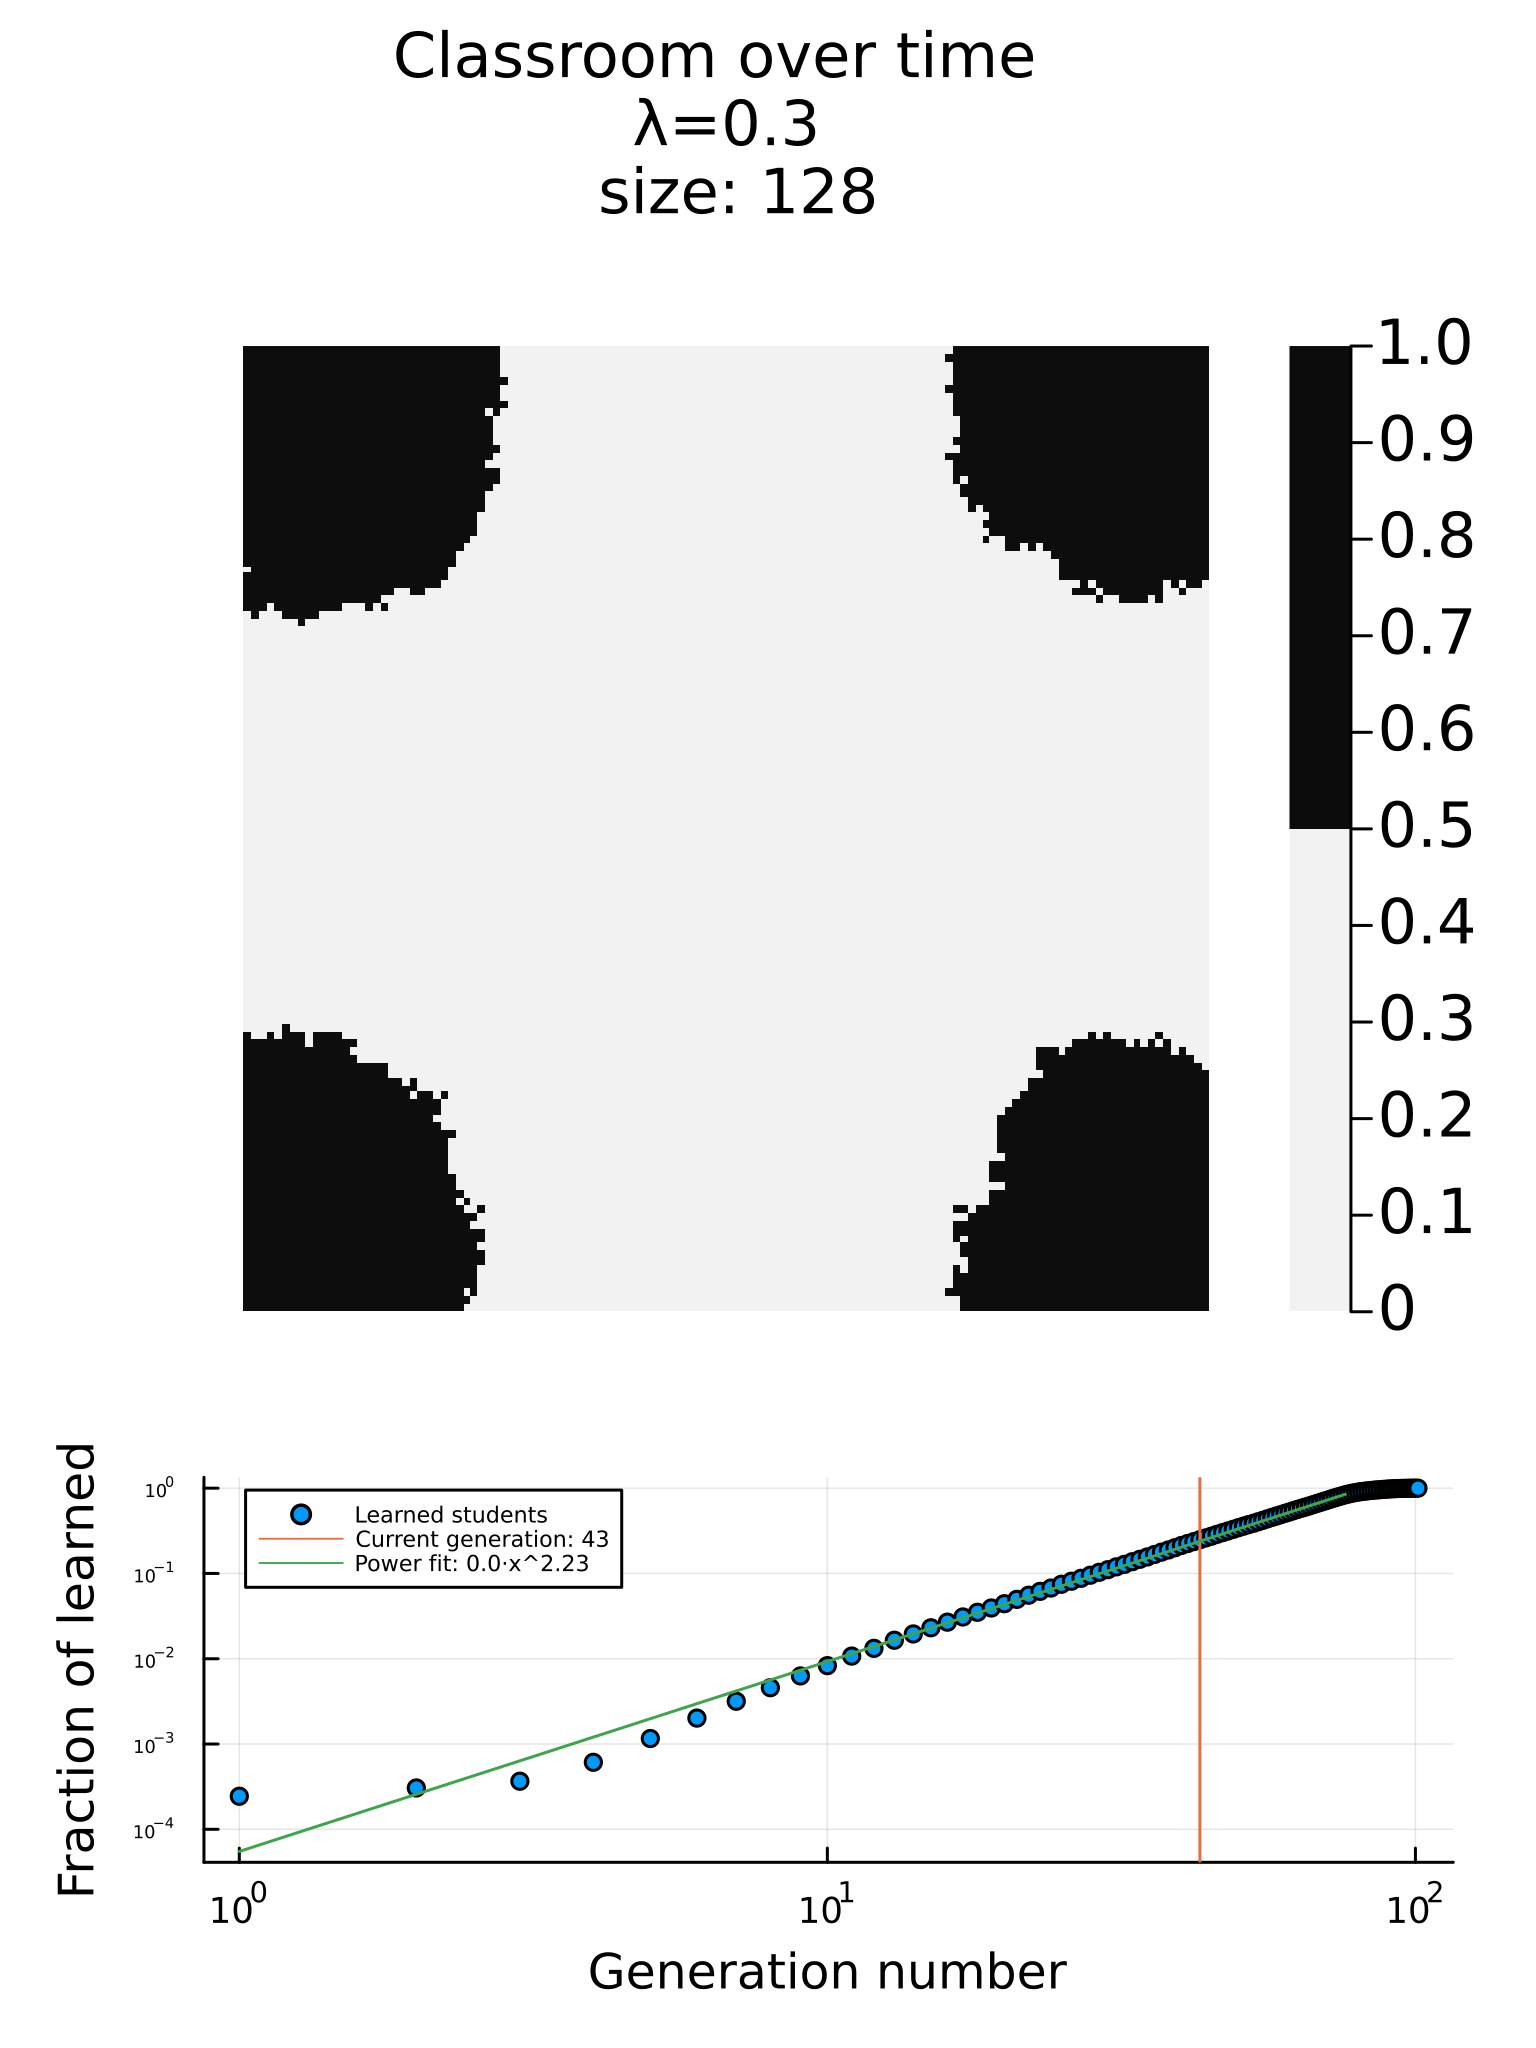 Classroom over time
λ=0.3
size: 128
1.0
0.9
0.8
0.7
0.6
0.5
0.4
0.3
0.2
0.1
0
Fraction of learned
10^0
10^-1
10^-2
10^-3
10^-4
Learned students
Current generation: 43
Power fit: 0.0·x^2.23
10^0 10^1 10^2
Generation number